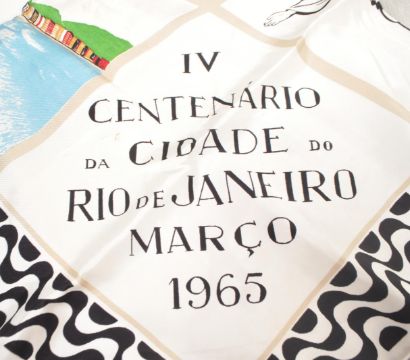 IV
CENTENÁRIO
DA CIDADE DO
RIO DE JANEIRO
MARÇO
1965